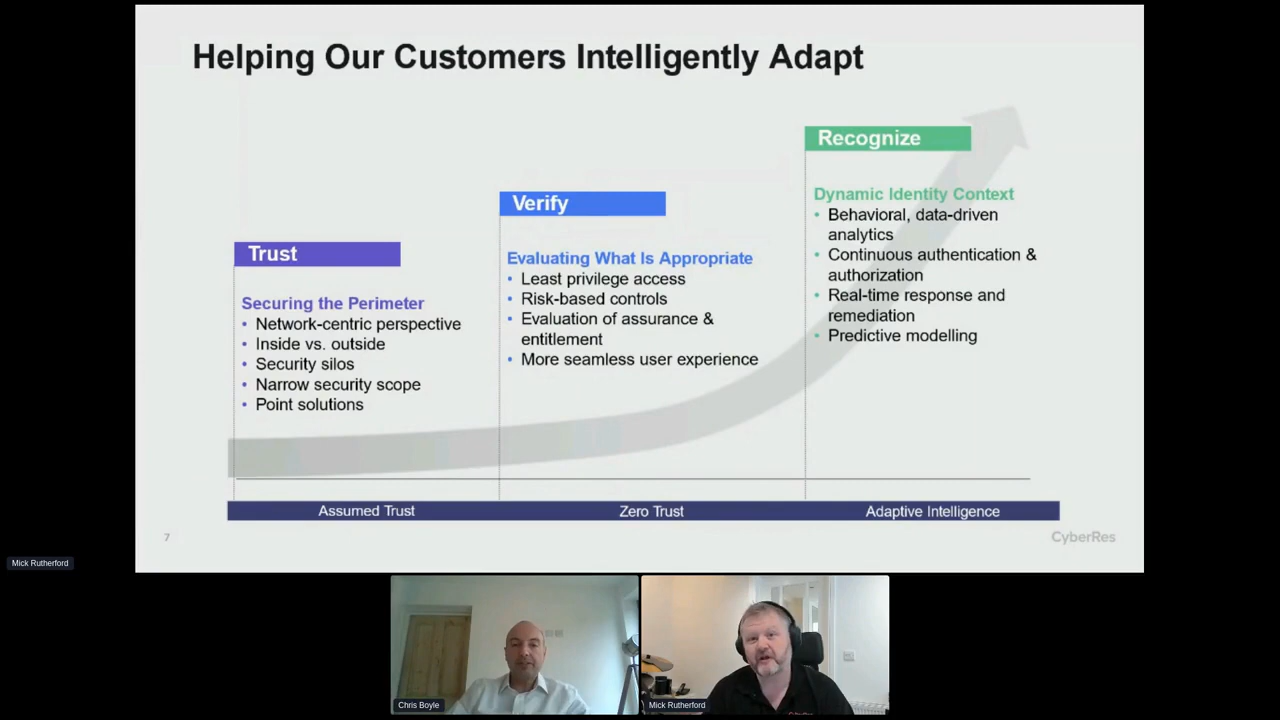 Helping Our Customers Intelligently Adapt
Trust
Securing the Perimeter
• Network-centric perspective
• Inside vs. outside
• Security silos
• Narrow security scope
• Point solutions
Verify
Evaluating What Is Appropriate
• Least privilege access
• Risk-based controls
• Evaluation of assurance &
entitlement
• More seamless user experience
Recognize
Dynamic Identity Context
• Behavioral, data-driven
analytics
• Continuous authentication &
authorization
• Real-time response and
remediation
• Predictive modelling
Assumed Trust
Zero Trust
Adaptive Intelligence
7
CyberRes
Mick Rutherford
Chris Boyle
Mick Rutherford